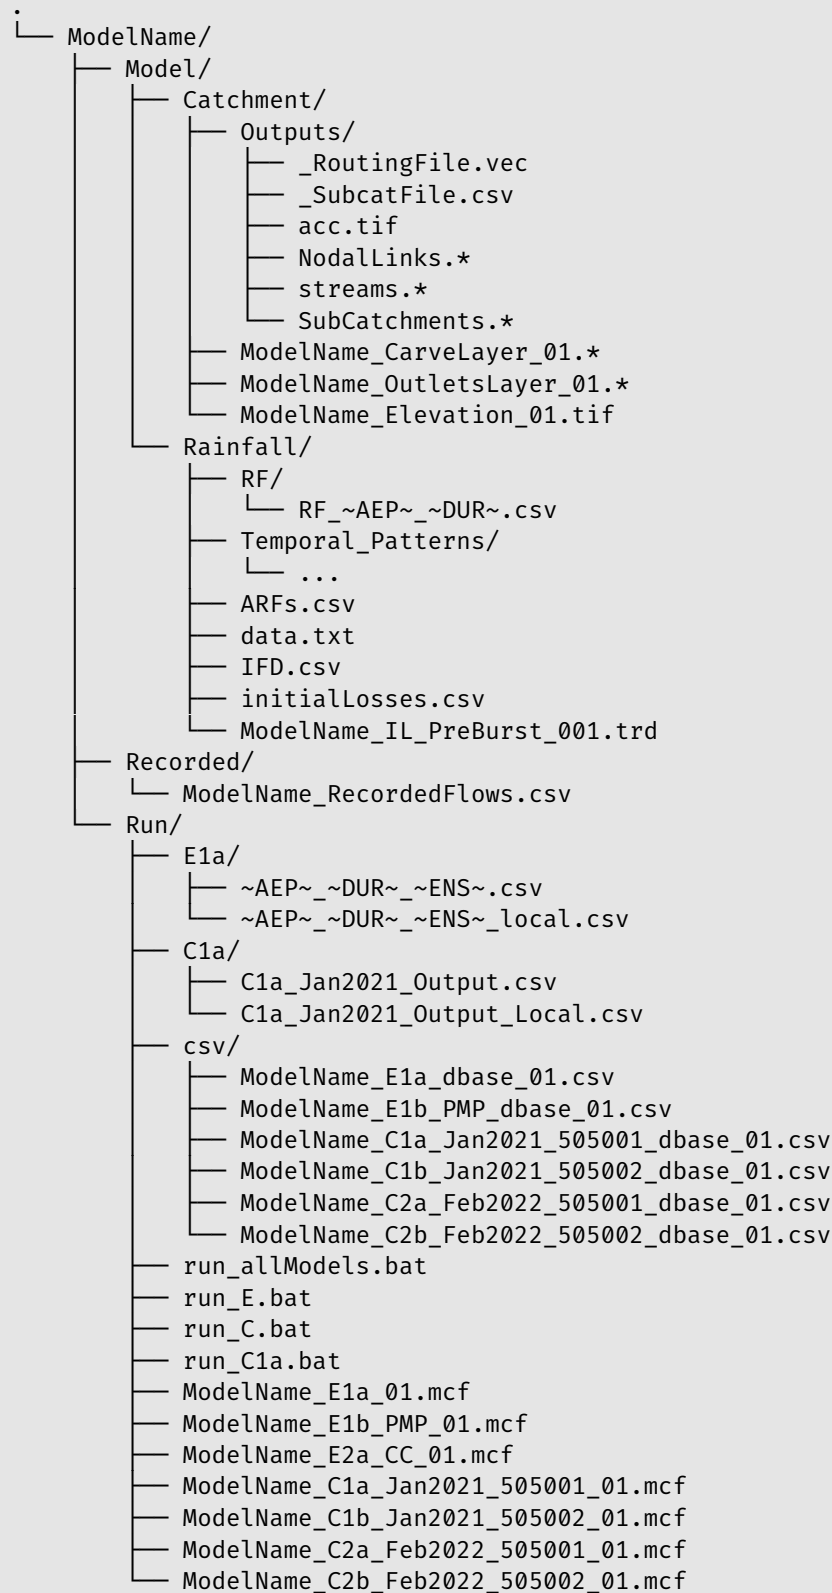 .
└── ModelName/
    ├── Model/
    │   ├── Catchment/
    │   │   ├── Outputs/
    │   │   │   ├── _RoutingFile.vec
    │   │   │   ├── _SubcatFile.csv
    │   │   │   ├── acc.tif
    │   │   │   ├── NodalLinks.*
    │   │   │   ├── streams.*
    │   │   │   └── SubCatchments.*
    │   │   ├── ModelName_CarveLayer_01.*
    │   │   ├── ModelName_OutletsLayer_01.*
    │   │   └── ModelName_Elevation_01.tif
    │   └── Rainfall/
    │       ├── RF/
    │       │   └── RF_~AEP~_~DUR~.csv
    │       ├── Temporal_Patterns/
    │       │   └── ...
    │       ├── ARFs.csv
    │       ├── data.txt
    │       ├── IFD.csv
    │       ├── initialLosses.csv
    │       └── ModelName_IL_PreBurst_001.trd
    ├── Recorded/
    │   └── ModelName_RecordedFlows.csv
    └── Run/
        ├── E1a/
        │   ├── ~AEP~_~DUR~_~ENS~.csv
        │   └── ~AEP~_~DUR~_~ENS~_local.csv
        ├── C1a/
        │   ├── C1a_Jan2021_Output.csv
        │   └── C1a_Jan2021_Output_Local.csv
        ├── csv/
        │   ├── ModelName_E1a_dbase_01.csv
        │   ├── ModelName_E1b_PMP_dbase_01.csv
        │   ├── ModelName_C1a_Jan2021_505001_dbase_01.csv
        │   ├── ModelName_C1b_Jan2021_505002_dbase_01.csv
        │   ├── ModelName_C2a_Feb2022_505001_dbase_01.csv
        │   └── ModelName_C2b_Feb2022_505002_dbase_01.csv
        ├── run_allModels.bat
        ├── run_E.bat
        ├── run_C.bat
        ├── run_C1a.bat
        ├── ModelName_E1a_01.mcf
        ├── ModelName_E1b_PMP_01.mcf
        ├── ModelName_E2a_CC_01.mcf
        ├── ModelName_C1a_Jan2021_505001_01.mcf
        ├── ModelName_C1b_Jan2021_505002_01.mcf
        ├── ModelName_C2a_Feb2022_505001_01.mcf
        └── ModelName_C2b_Feb2022_505002_01.mcf